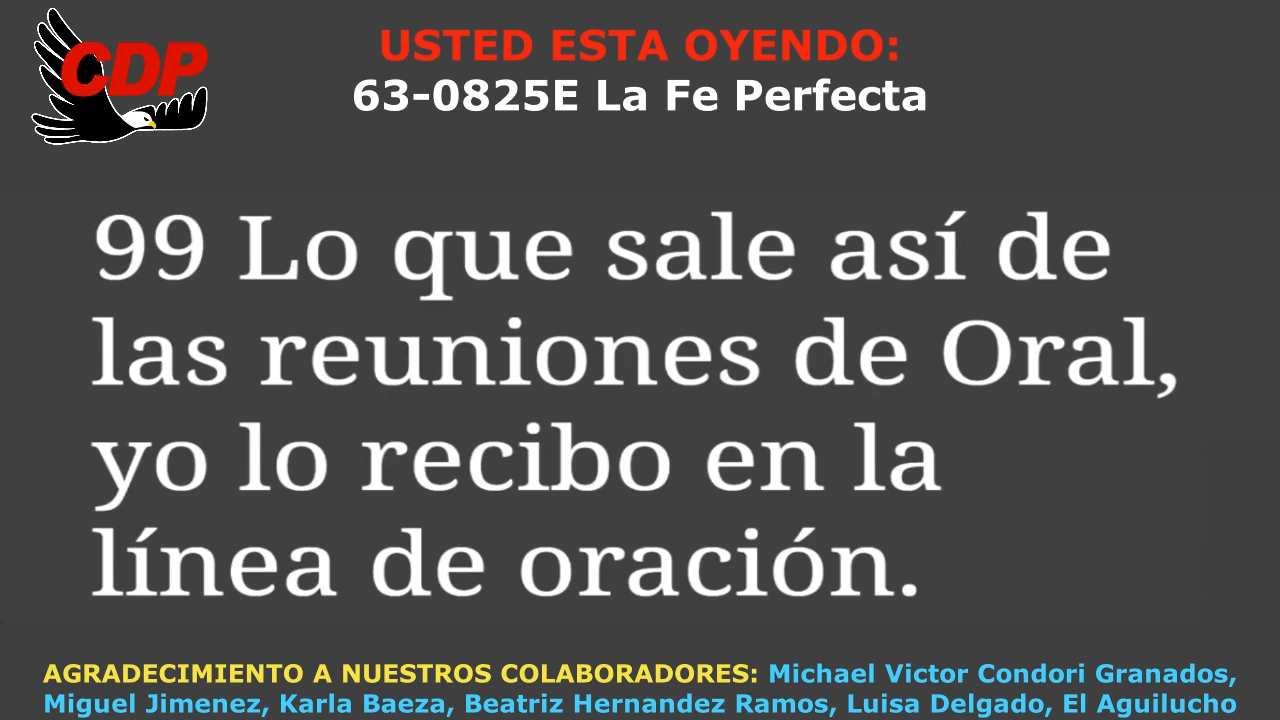 CDP
USTED ESTA OYENDO:
63-0825E La Fe Perfecta
99 Lo que sale así de
las reuniones de Oral,
yo lo recibo en la
línea de oración.
AGRADECIMIENTO A NUESTROS COLABORADORES: Michael Victor Condori Granados,
Miguel Jimenez, Karla Baeza, Beatriz Hernandez Ramos, Luisa Delgado, El Aguilucho